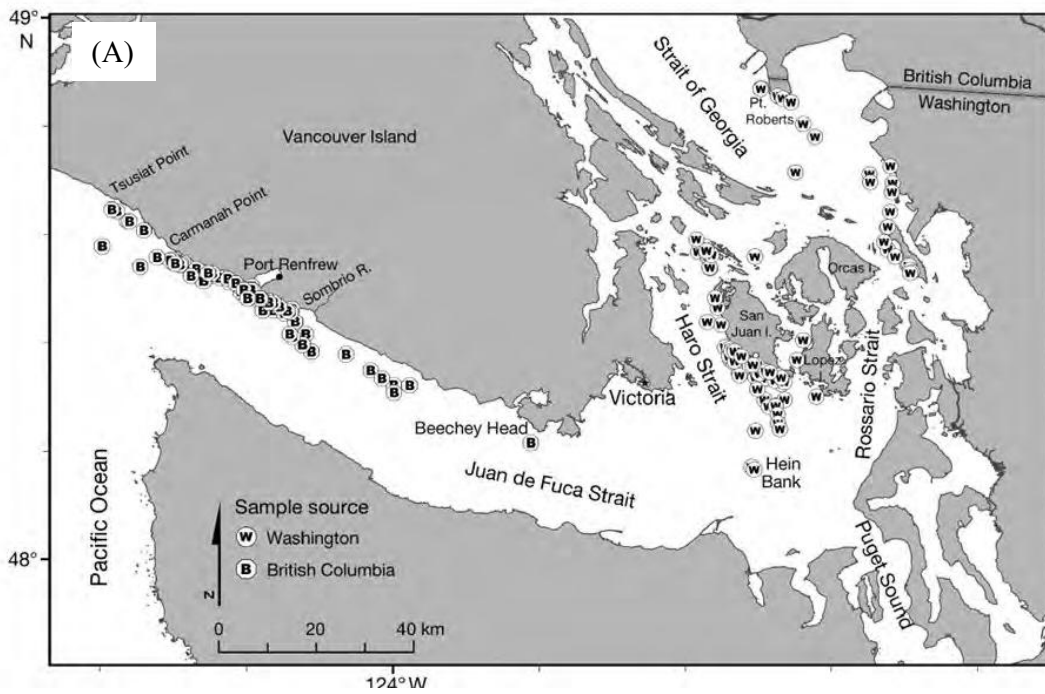 49°
N
(A)
Strait of Georgia
British Columbia
Washington
Pt.
Roberts
Vancouver Island
Tsusiat Point
Carmanah Point
Port Renfrew
Sombrio R.
Orcas I.
San
Juan I.
Lopez
Haro Strait
Rossario Strait
Victoria
Beechey Head
Juan de Fuca Strait
Hein
Bank
Pacific Ocean
Puget Sound
48°
Sample source
W Washington
B British Columbia
N
0 10 20 40 km
124°W